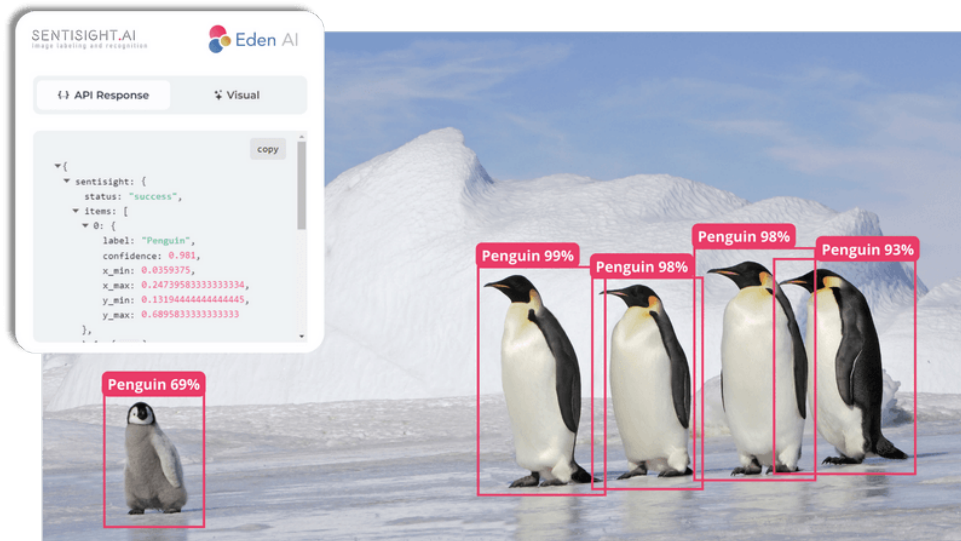 SENTISIGHT.AI
image labeling and recognition
Eden AI
{·} API Response
Visual
copy
{
sentisight: {
status: "success",
items: [
0: {
label: "Penguin",
confidence: 0.981,
x_min: 0.0359375,
x_max: 0.24739583333333334,
y_min: 0.13194444444444445,
y_max: 0.6895833333333333
},
Penguin 99%
Penguin 98%
Penguin 98%
Penguin 93%
Penguin 69%